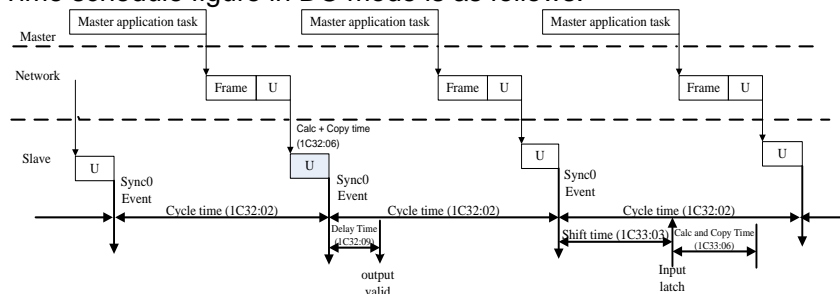 Time schedule figure in DC mode is as follows:
Master application task Master application task Master application task
Master
Network
Frame U Frame U Frame U
Calc + Copy time
(1C32:06)
Slave
U U U U
Sync0
Event
Sync0
Event
Sync0
Event
Cycle time (1C32:02) Cycle time (1C32:02) Cycle time (1C32:02)
Delay Time
(1C32:09)
Shift time (1C33:03) Calc and Copy Time
(1C33:06)
output
valid
Input
latch